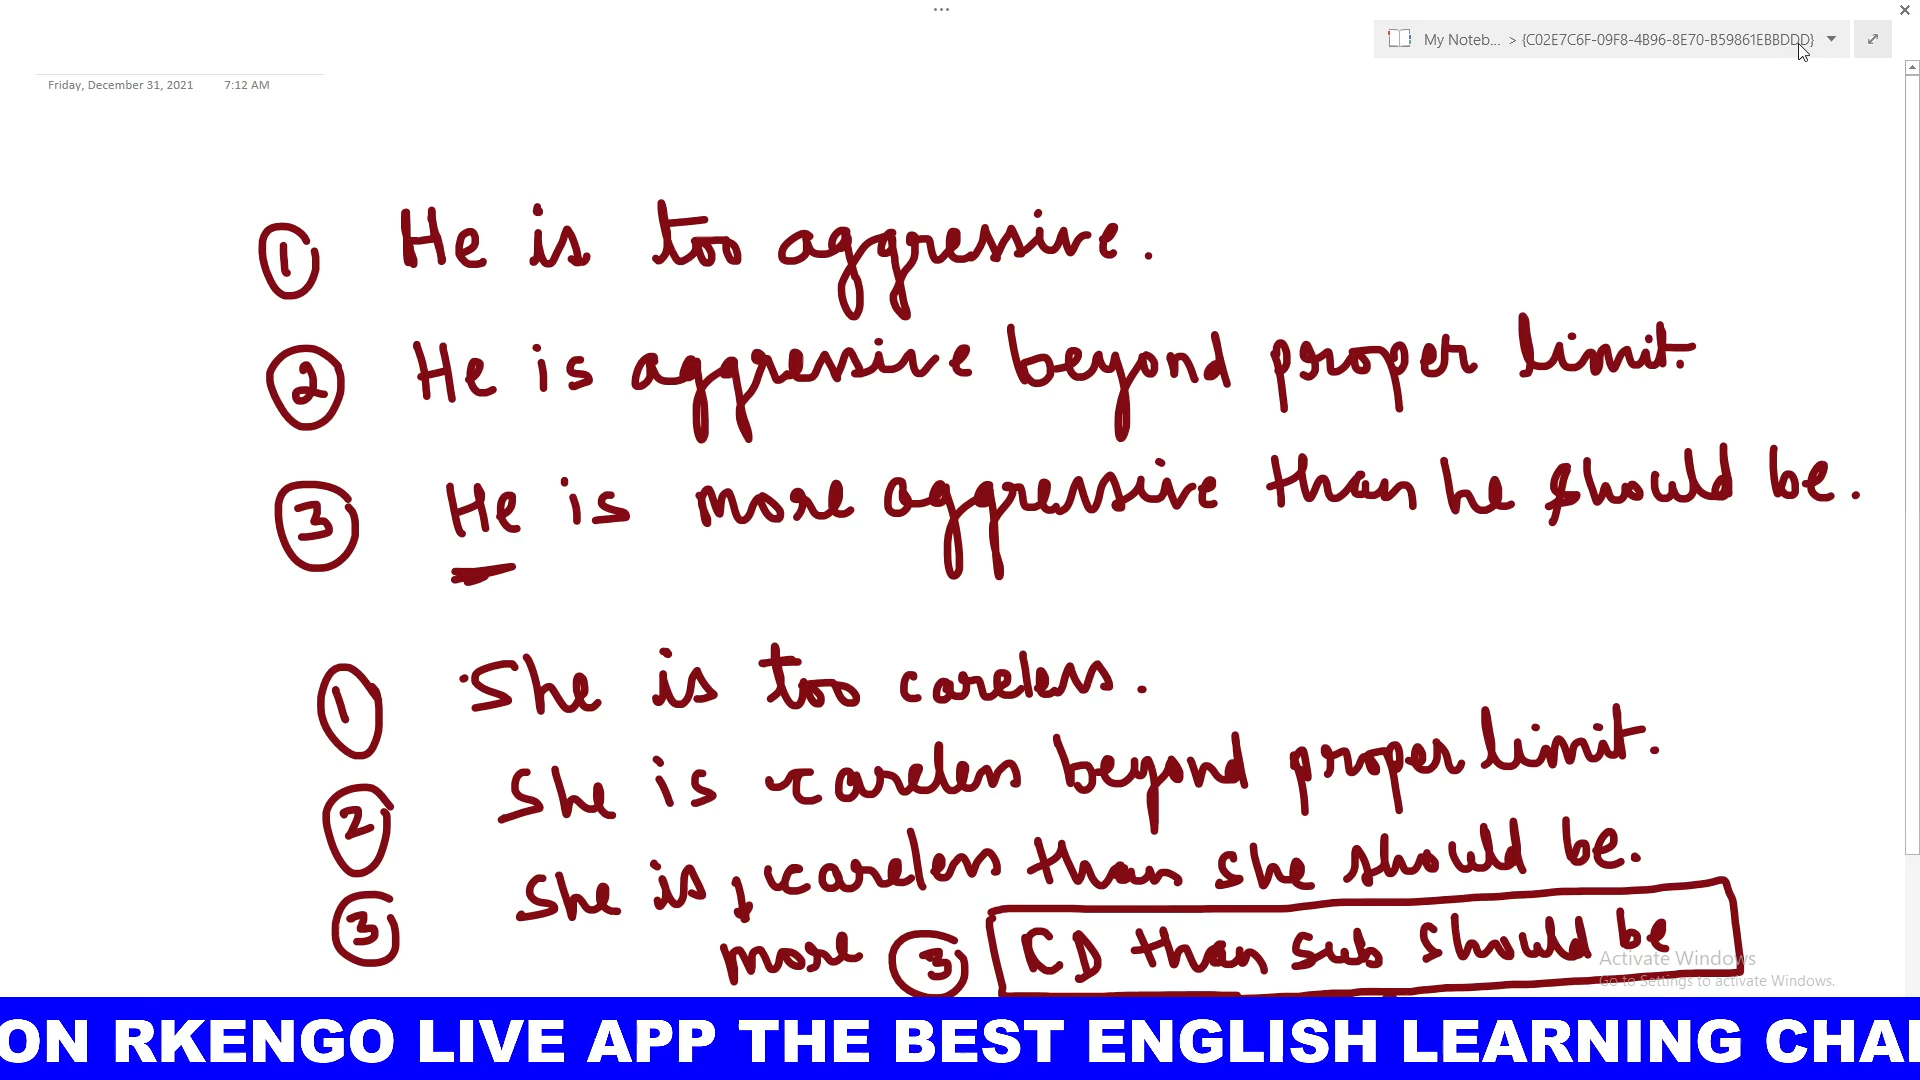 ...
My Noteb... > {C02E7C6F-09F8-4B96-8E70-B59861EBBDDD}
Friday, December 31, 2021 7:12 AM
1 He is too aggressive.
2 He is aggressive beyond proper limit.
3 He is more aggressive than he should be.
1 She is too careless.
2 She is careless beyond proper limit.
3 She is careless than she should be.
more 3 CD than sub should be
Activate Windows
Go to Settings to activate Windows.
ON RKENGO LIVE APP THE BEST ENGLISH LEARNING CHA